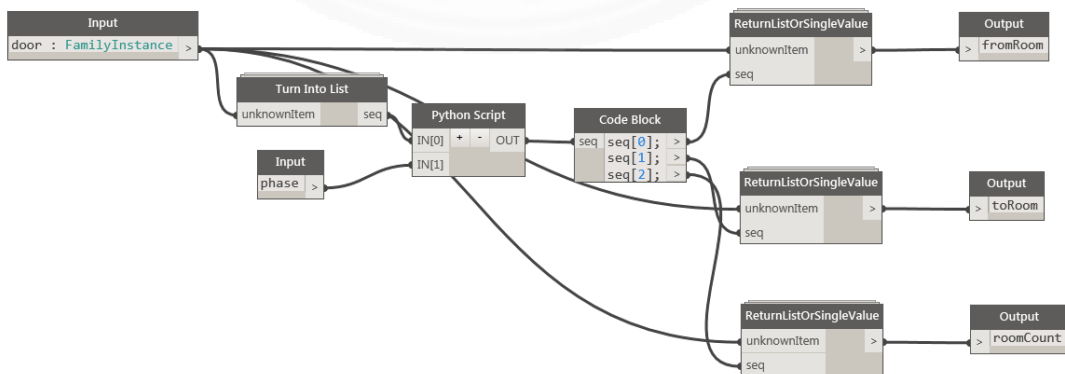 Input
door : FamilyInstance >
Turn Into List
unknownItem seq
Input
phase >
Python Script
IN[0] + - OUT
IN[1]
Code Block
seq seq[0]; >
seq[1]; >
seq[2]; >
ReturnListOrSingleValue
unknownItem >
seq
Output
> fromRoom
ReturnListOrSingleValue
unknownItem >
seq
Output
> toRoom
ReturnListOrSingleValue
unknownItem >
seq
Output
> roomCount